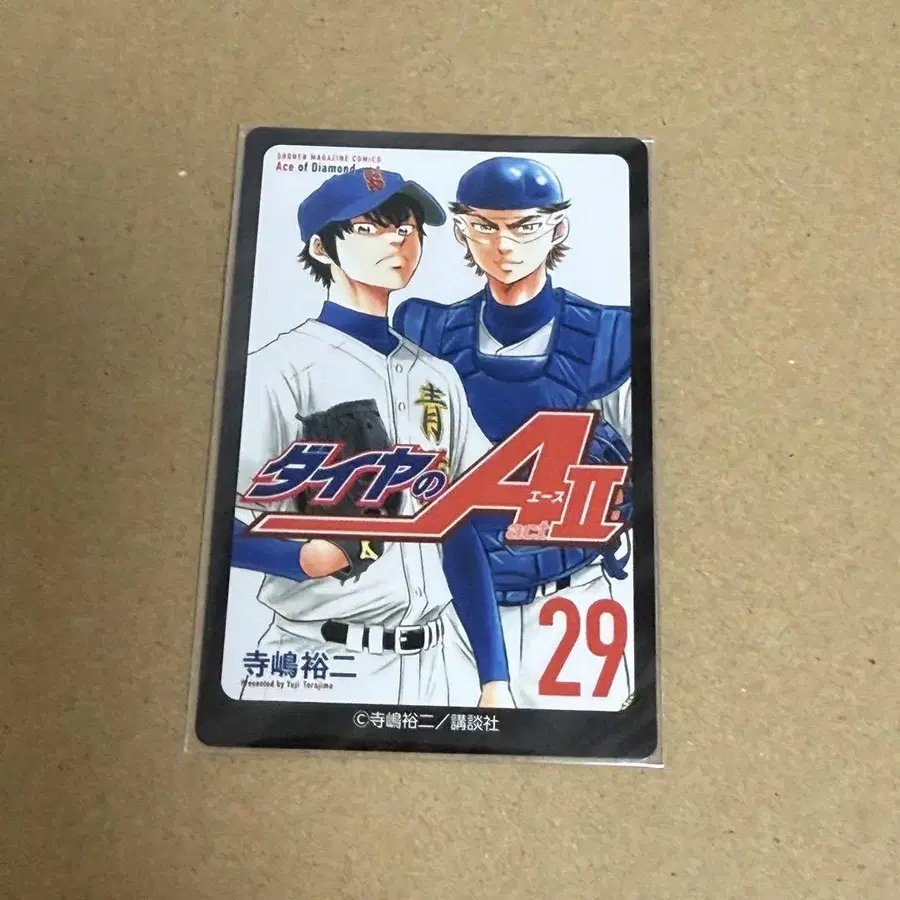 SHONEN MAGAZINE COMICS
Ace of Diamond
青
ダイヤのA
エース
act II
29
寺嶋裕二
Presented by Yuji Terajima
©寺嶋裕二／講談社